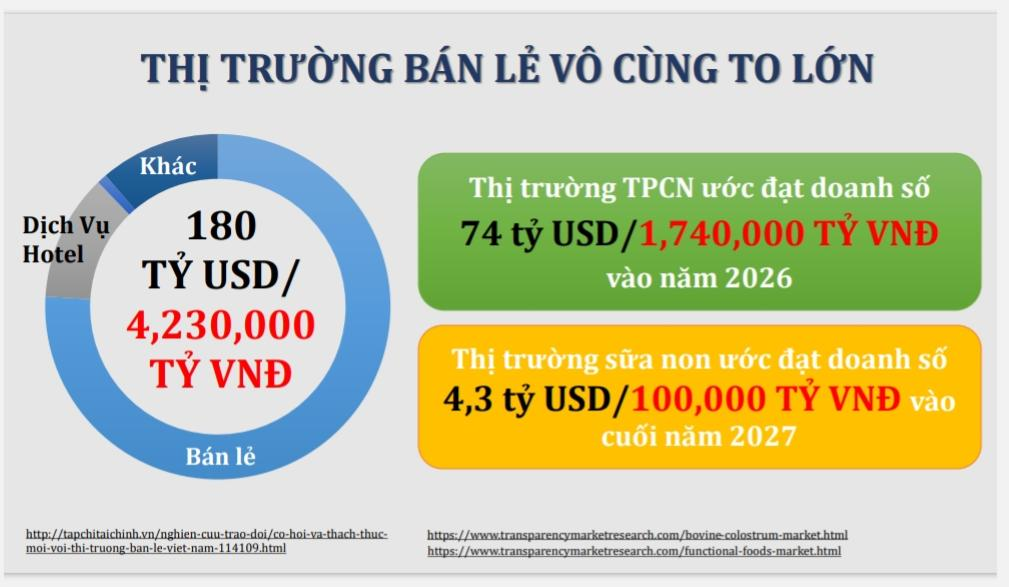 THỊ TRƯỜNG BÁN LẺ VÔ CÙNG TO LỚN
Khác
Dịch Vụ
Hotel
180
TỶ USD/
4,230,000
TỶ VNĐ
Bán lẻ
Thị trường TPCN ước đạt doanh số
74 tỷ USD/1,740,000 TỶ VNĐ
vào năm 2026
Thị trường sữa non ước đạt doanh số
4,3 tỷ USD/100,000 TỶ VNĐ vào
cuối năm 2027
http://tapchitaichinh.vn/nghien-cuu-trao-doi/co-hoi-va-thach-thuc-
moi-voi-thi-truong-ban-le-viet-nam-114109.html
https://www.transparencymarketresearch.com/bovine-colostrum-market.html
https://www.transparencymarketresearch.com/functional-foods-market.html